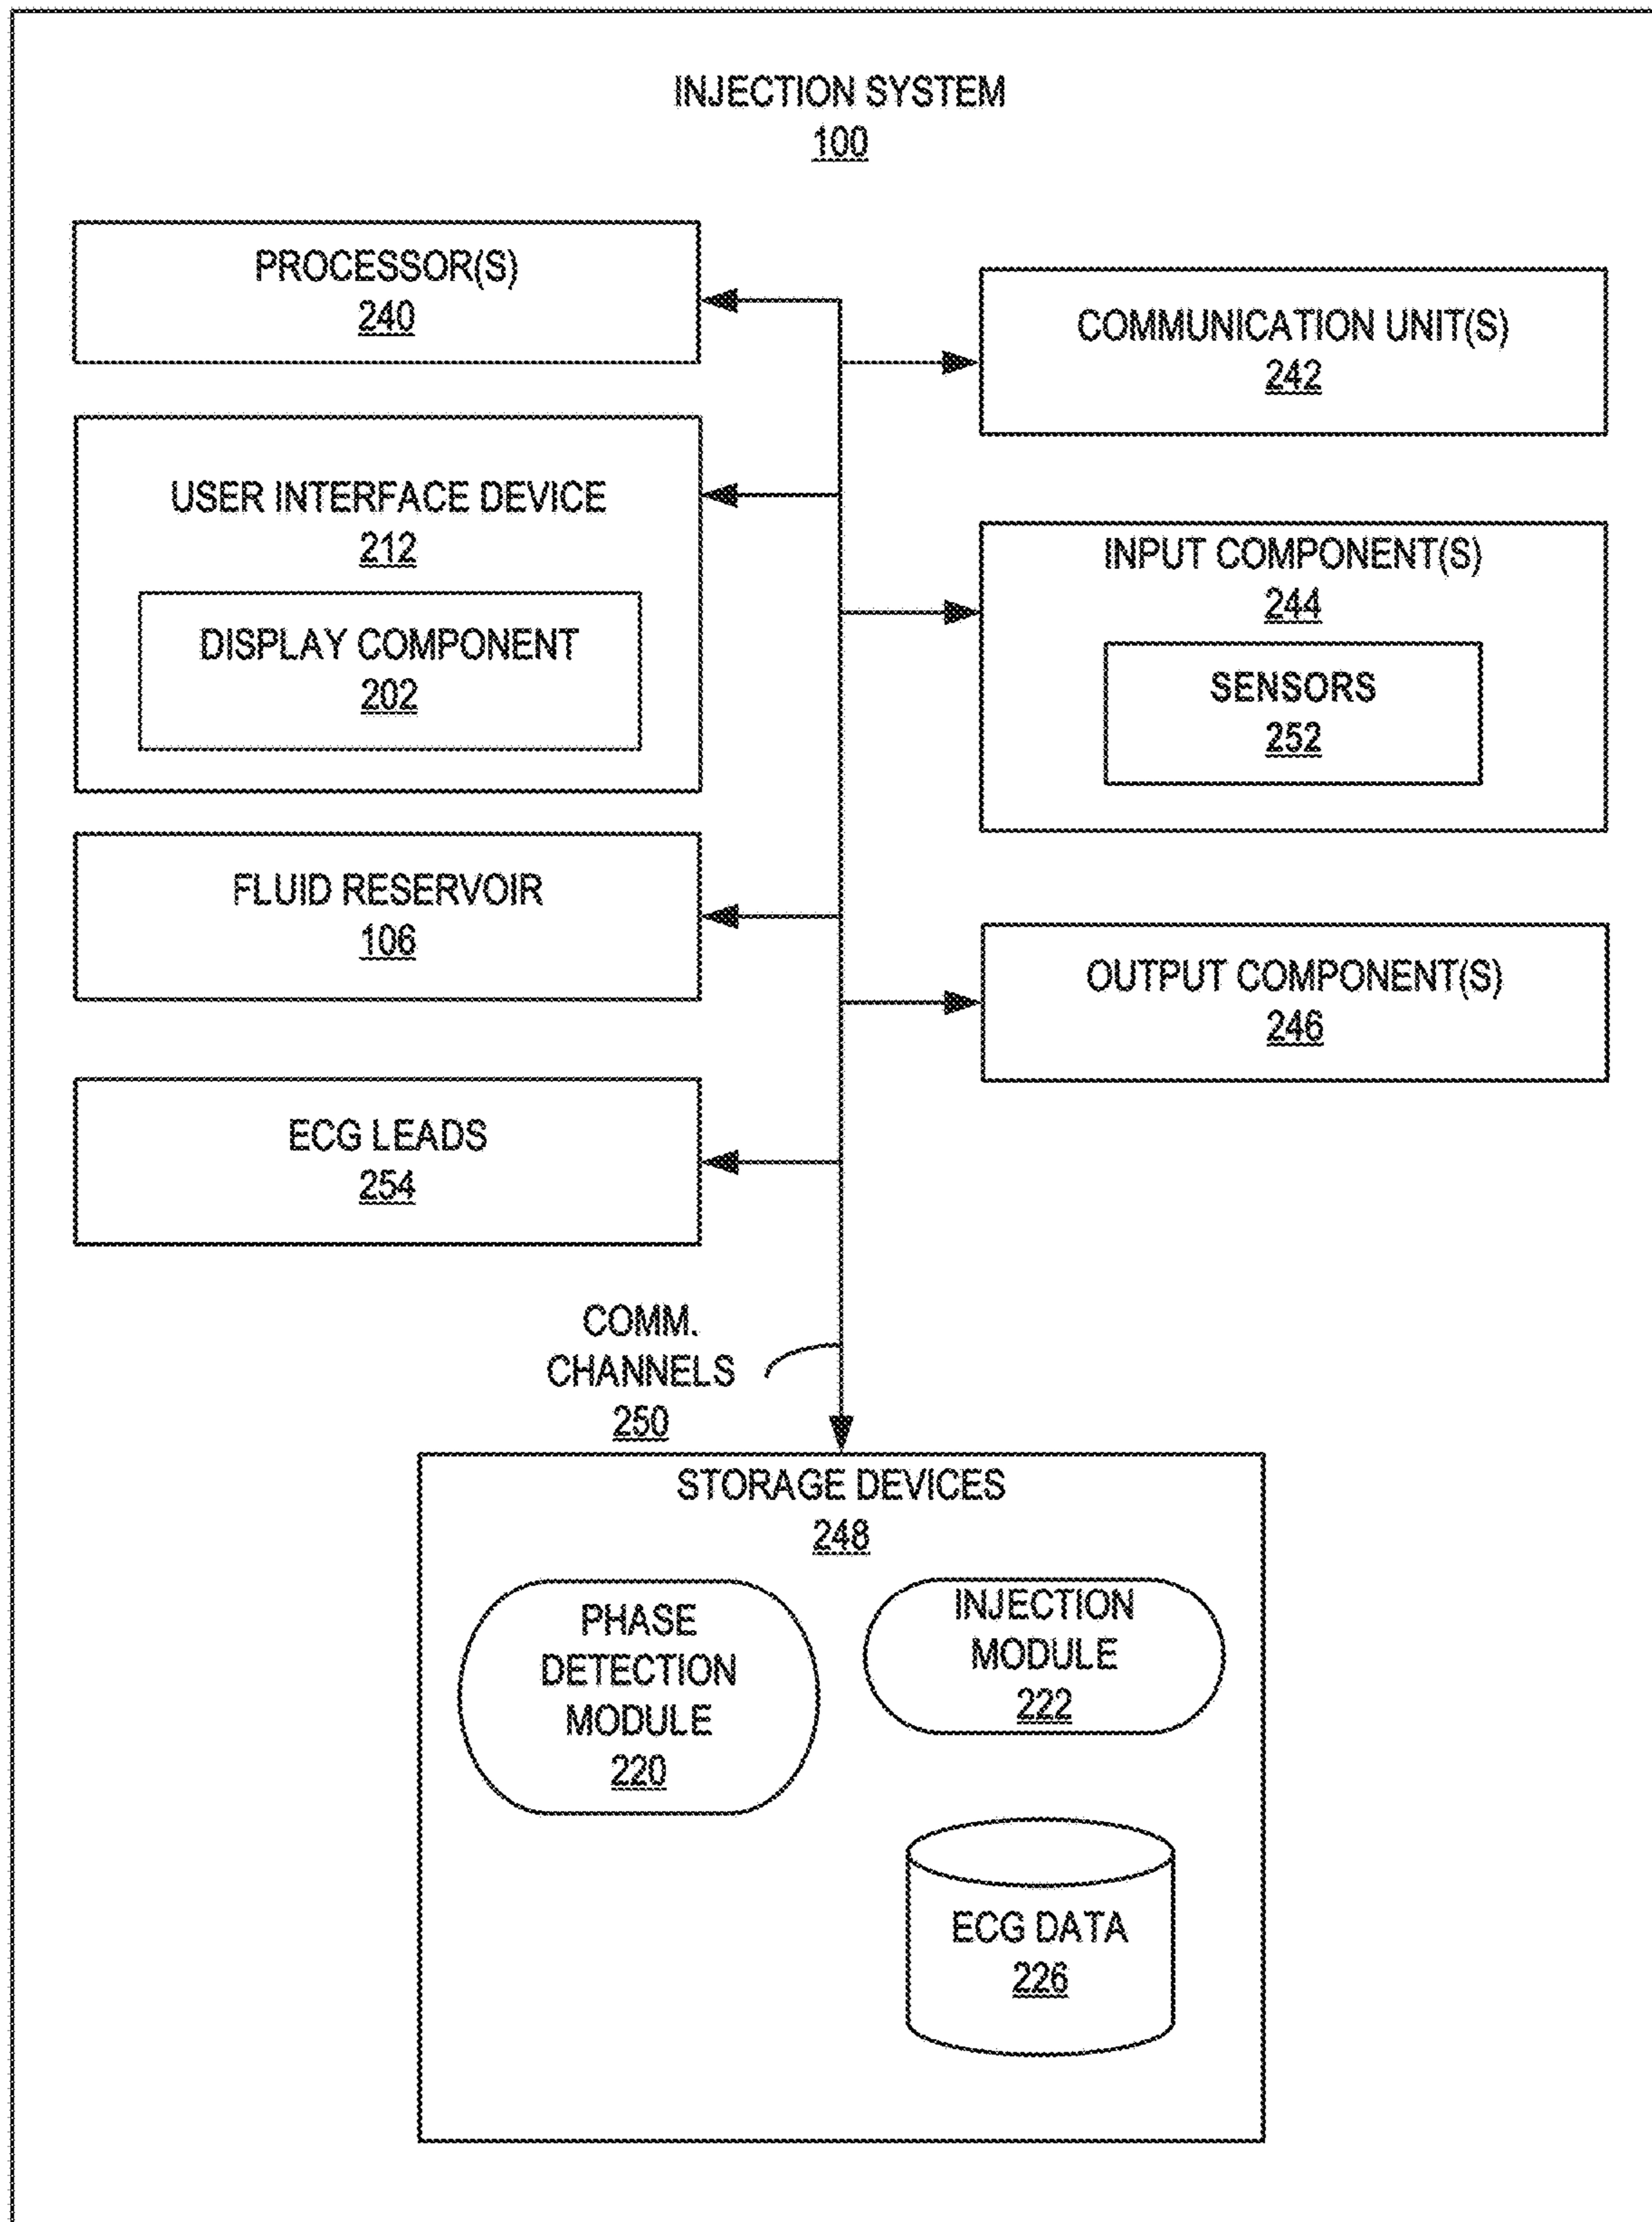 INJECTION SYSTEM
100
PROCESSOR(S)
240
COMMUNICATION UNIT(S)
242
USER INTERFACE DEVICE
212
DISPLAY COMPONENT
202
INPUT COMPONENT(S)
244
SENSORS
252
FLUID RESERVOIR
106
OUTPUT COMPONENT(S)
246
ECG LEADS
254
COMM.
CHANNELS
250
STORAGE DEVICES
248
PHASE
DETECTION
MODULE
220
INJECTION
MODULE
222
ECG DATA
226